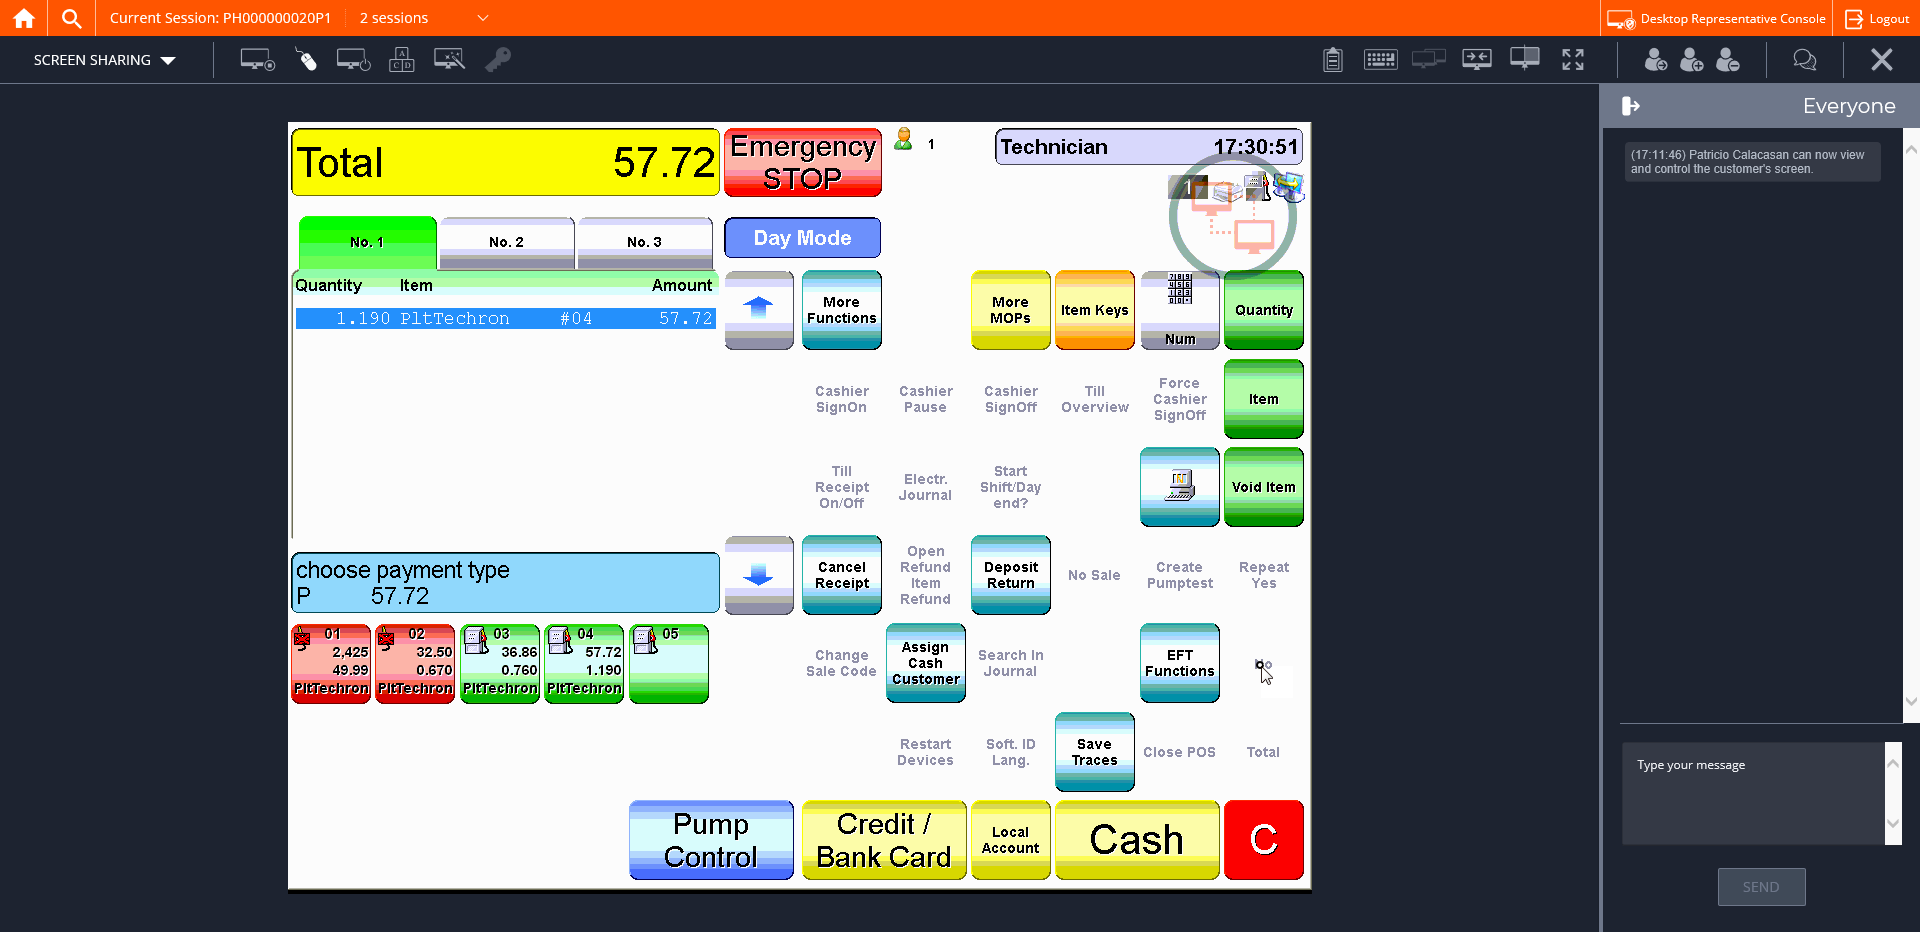 Current Session: PH000000020P1
2 sessions
Desktop Representative Console
Logout
SCREEN SHARING
Everyone
(17:11:46) Patricio Calacasan can now view
and control the customer's screen.
Total 57.72
Emergency
STOP
1
Technician 17:30:51
1
No. 1
No. 2
No. 3
Day Mode
Quantity Item Amount
1.190 PltTechron #04 57.72
More
Functions
More
MOPs
Item Keys
Num
Quantity
Cashier
SignOn
Cashier
Pause
Cashier
SignOff
Till
Overview
Force
Cashier
SignOff
Item
Till
Receipt
On/Off
Electr.
Journal
Start
Shift/Day
end?
Void Item
choose payment type
P 57.72
Cancel
Receipt
Open
Refund
Item
Refund
Deposit
Return
No Sale
Create
Pumptest
Repeat
Yes
01
2,425
49.99
PltTechron
02
32.50
0.670
PltTechron
03
36.86
0.760
PltTechron
04
57.72
1.190
PltTechron
05
Change
Sale Code
Assign
Cash
Customer
Search In
Journal
EFT
Functions
Restart
Devices
Soft. ID
Lang.
Save
Traces
Close POS
Total
Pump
Control
Credit /
Bank Card
Local
Account
Cash
C
Type your message
SEND